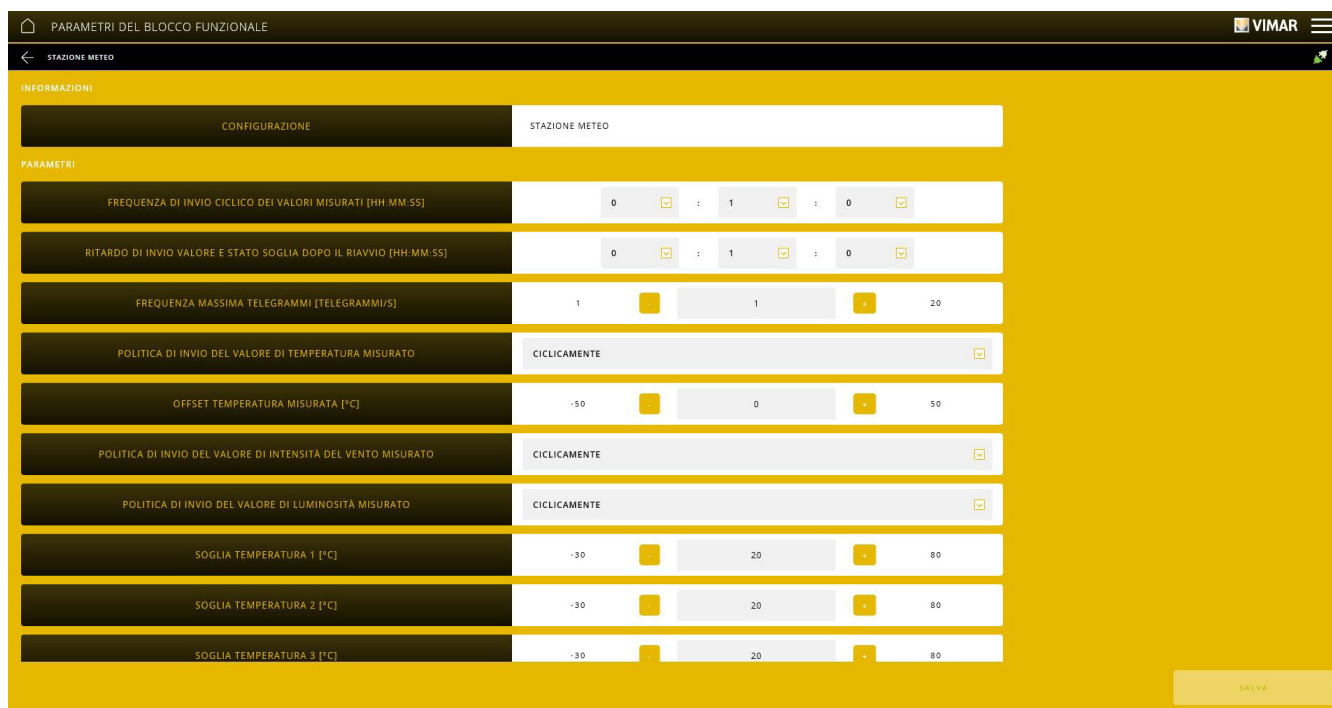 PARAMETRI DEL BLOCCO FUNZIONALE VIMAR
STAZIONE METEO
INFORMAZIONI
CONFIGURAZIONE STAZIONE METEO
PARAMETRI
FREQUENZA DI INVIO CICLICO DEI VALORI MISURATI [HH:MM:SS] 0 : 1 : 0
RITARDO DI INVIO VALORE E STATO SOGLIA DOPO IL RIAVVIO [HH:MM:SS] 0 : 1 : 0
FREQUENZA MASSIMA TELEGRAMMI [TELEGRAMMI/S] 1 - 1 + 20
POLITICA DI INVIO DEL VALORE DI TEMPERATURA MISURATO CICLICAMENTE
OFFSET TEMPERATURA MISURATA [°C] -50 - 0 + 50
POLITICA DI INVIO DEL VALORE DI INTENSITÀ DEL VENTO MISURATO CICLICAMENTE
POLITICA DI INVIO DEL VALORE DI LUMINOSITÀ MISURATO CICLICAMENTE
SOGLIA TEMPERATURA 1 [°C] -30 - 20 + 80
SOGLIA TEMPERATURA 2 [°C] -30 - 20 + 80
SOGLIA TEMPERATURA 3 [°C] -30 - 20 + 80
SALVA